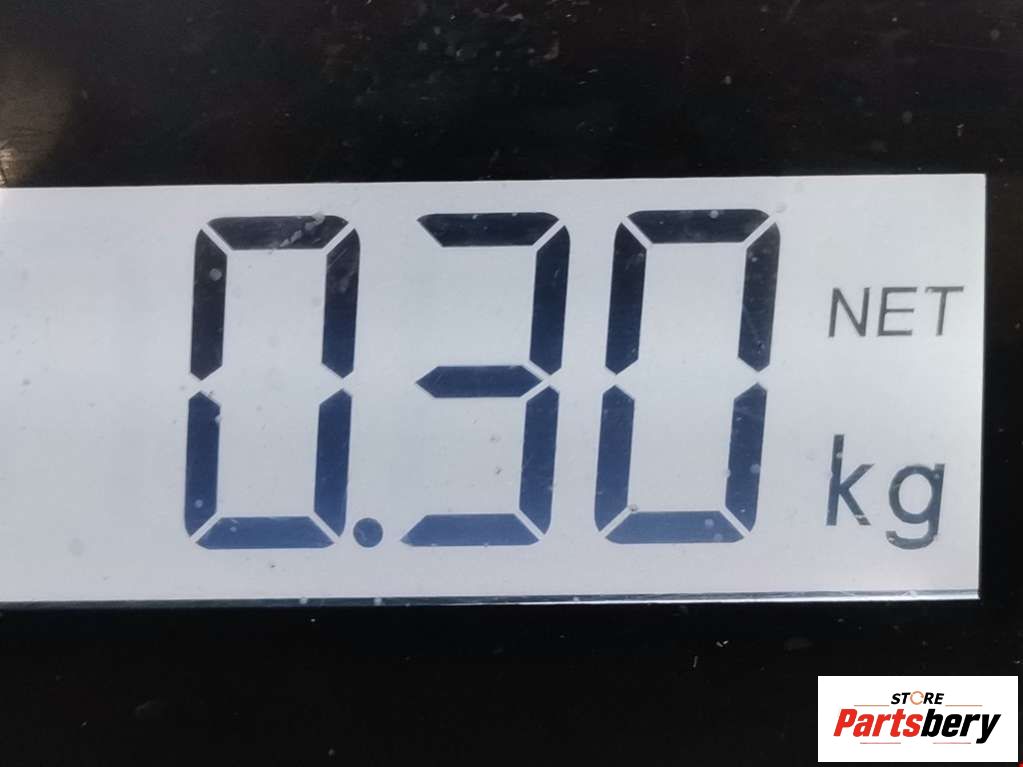 0.30
NET
kg
STORE
Partsbery